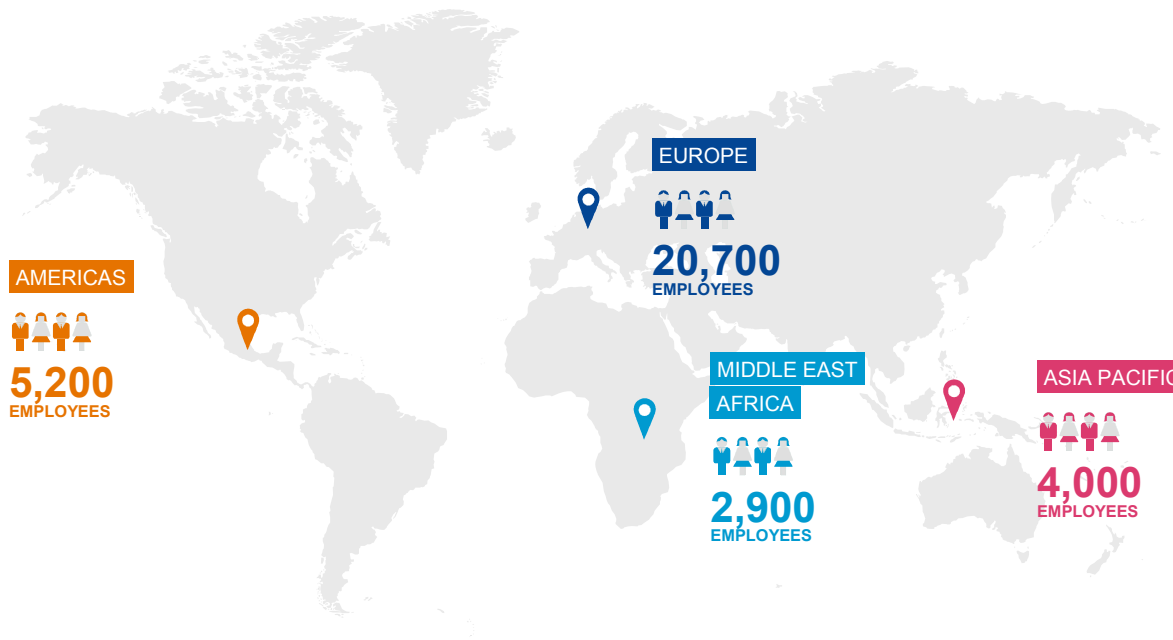 EUROPE
20,700
EMPLOYEES
AMERICAS
5,200
EMPLOYEES
MIDDLE EAST
AFRICA
2,900
EMPLOYEES
ASIA PACIFIC
4,000
EMPLOYEES